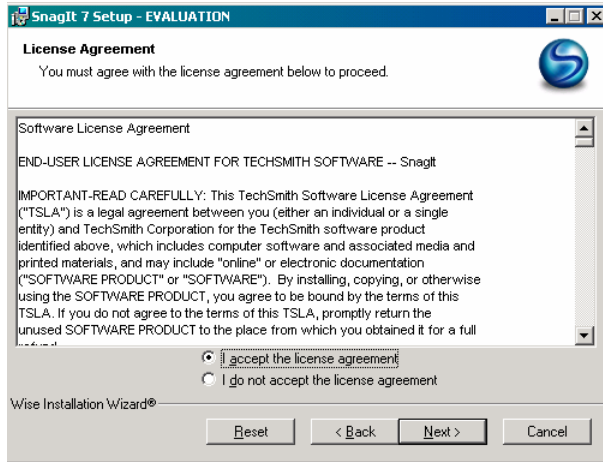 SnagIt 7 Setup - EVALUATION
License Agreement
You must agree with the license agreement below to proceed.
Software License Agreement
END-USER LICENSE AGREEMENT FOR TECHSMITH SOFTWARE -- SnagIt
IMPORTANT-READ CAREFULLY: This TechSmith Software License Agreement
("TSLA") is a legal agreement between you (either an individual or a single
entity) and TechSmith Corporation for the TechSmith software product
identified above, which includes computer software and associated media and
printed materials, and may include "online" or electronic documentation
("SOFTWARE PRODUCT" or "SOFTWARE").  By installing, copying, or otherwise
using the SOFTWARE PRODUCT, you agree to be bound by the terms of this
TSLA. If you do not agree to the terms of this TSLA, promptly return the
unused SOFTWARE PRODUCT to the place from which you obtained it for a full
I accept the license agreement
I do not accept the license agreement
Wise Installation Wizard®
Reset < Back Next > Cancel